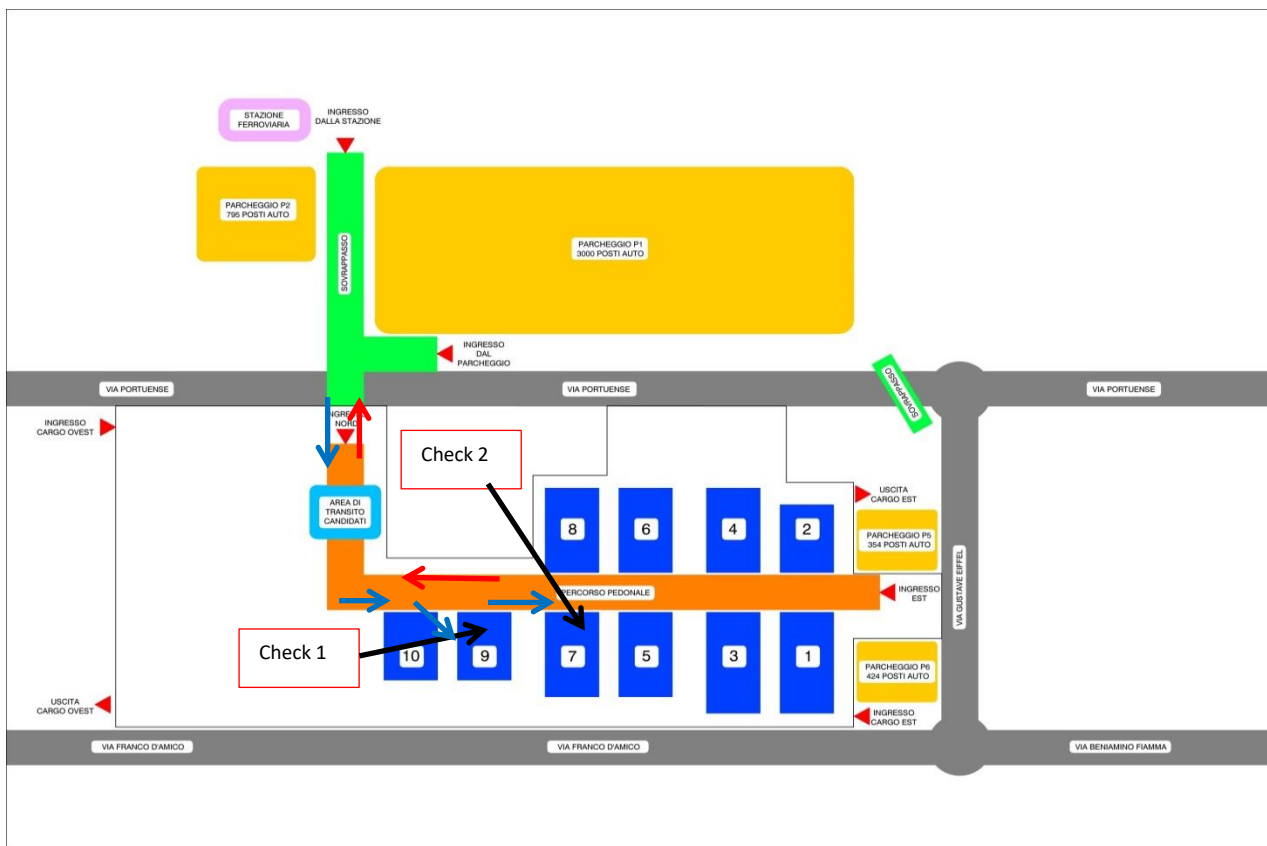 STAZIONE
FERROVIARIA
INGRESSO
DALLA STAZIONE
PARCHEGGIO P2
795 POSTI AUTO
SOVRAPPASSO
PARCHEGGIO P1
3000 POSTI AUTO
INGRESSO
DAL
PARCHEGGIO
VIA PORTUENSE
VIA PORTUENSE
SOVRAPPASSO
VIA PORTUENSE
INGRESSO
CARGO OVEST
NORD
Check 2
AREA DI
TRANSITO
CANDIDATI
8
6
4
2
USCITA
CARGO EST
PARCHEGGIO P5
354 POSTI AUTO
PERCORSO PEDONALE
INGRESSO
EST
VIA GUSTAVE EIFFEL
Check 1
10
9
7
5
3
1
PARCHEGGIO P6
424 POSTI AUTO
USCITA
CARGO OVEST
INGRESSO
CARGO EST
VIA FRANCO D'AMICO
VIA FRANCO D'AMICO
VIA BENIAMINO FIAMMA